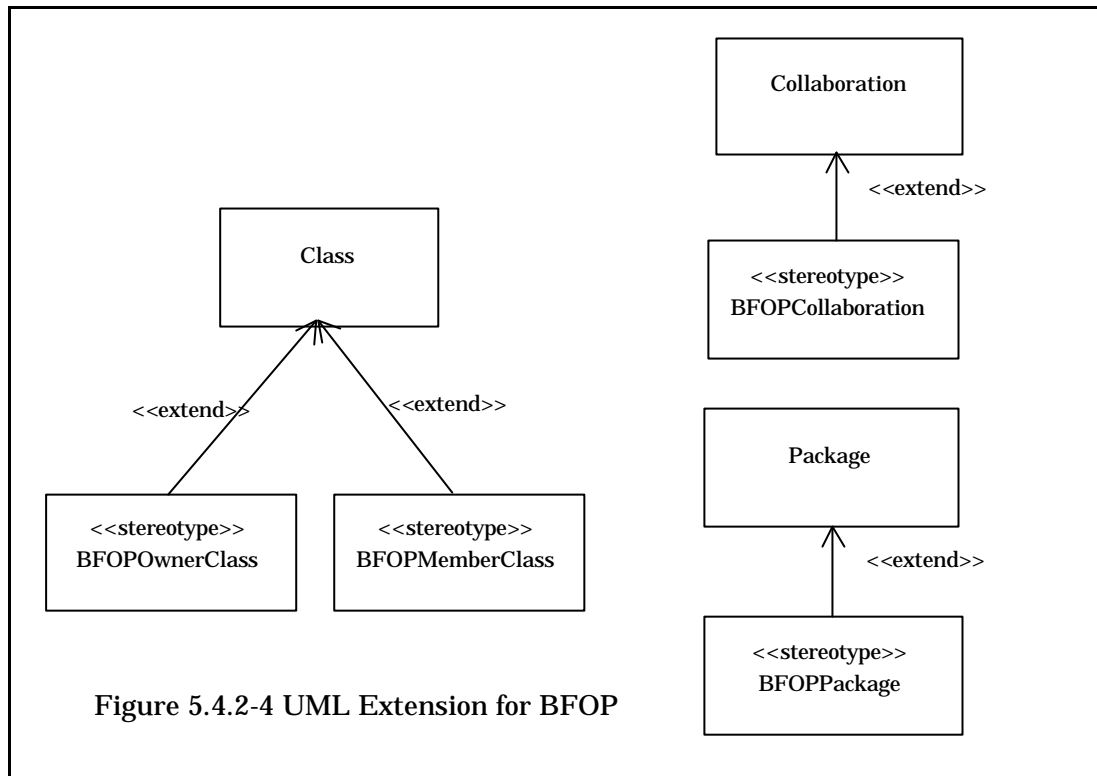 Collaboration
<<extend>>
<<stereotype>>
BFOPCollaboration
Class
<<extend>>
<<extend>>
<<stereotype>>
BFOPOwnerClass
<<stereotype>>
BFOPMemberClass
Package
<<extend>>
<<stereotype>>
BFOPPackage
Figure 5.4.2-4 UML Extension for BFOP